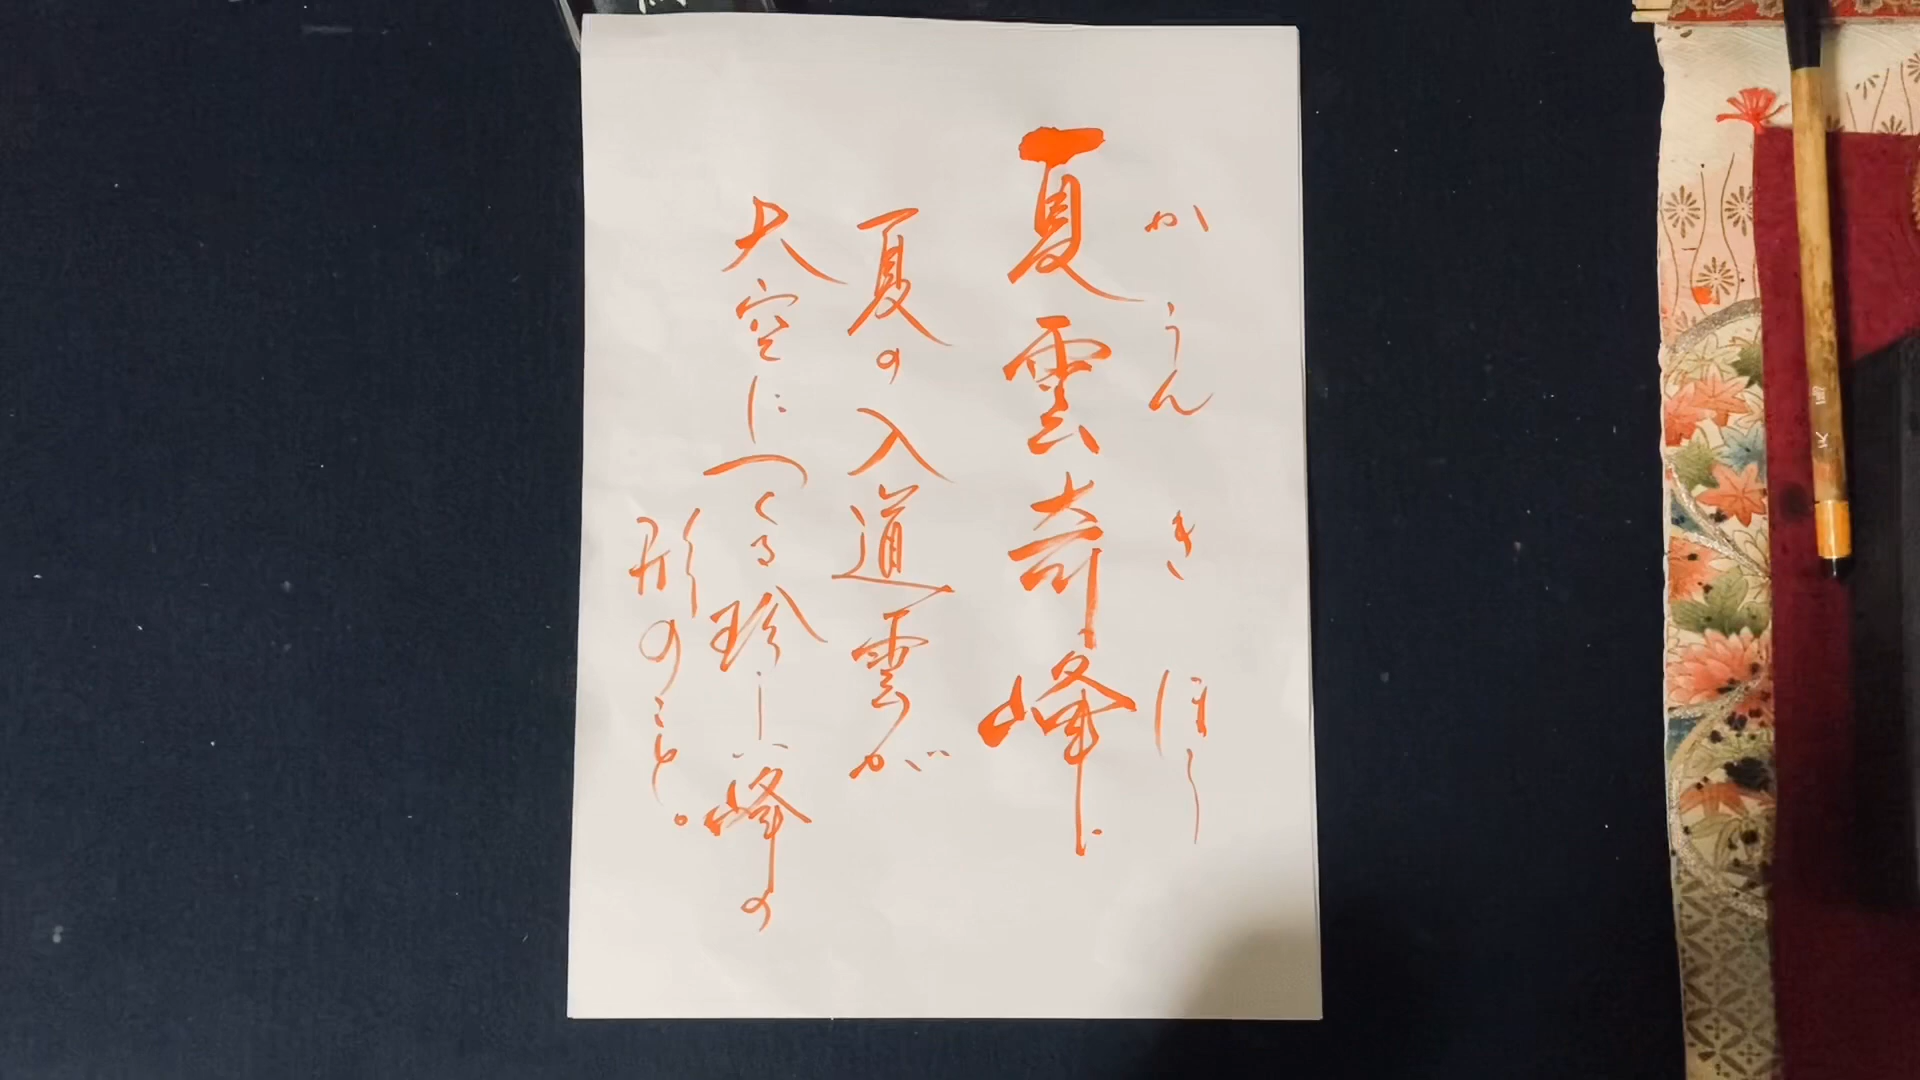 かうんきほう
夏雲奇峰
夏の入道雲が
大空につくる珍しい峰の
形のこと。